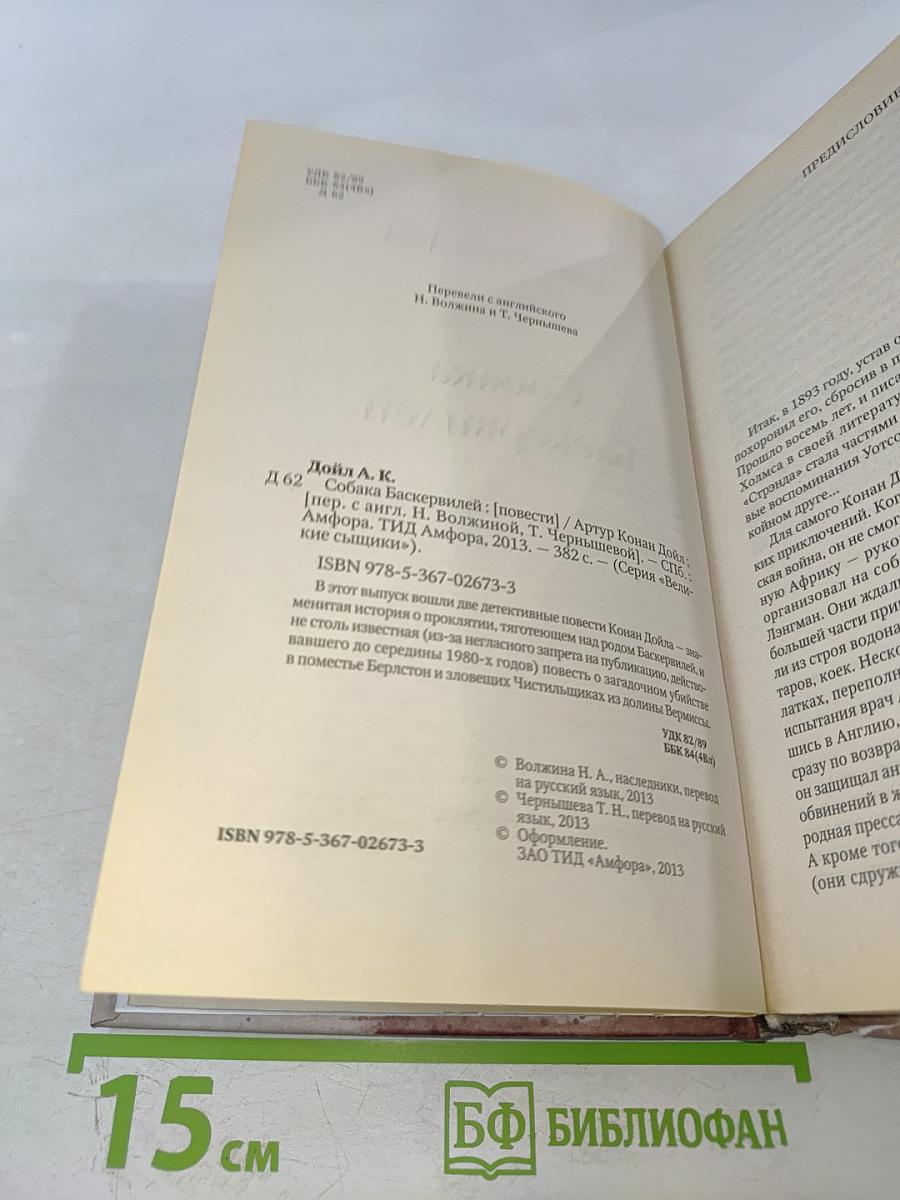 УДК 82/89
ББК 84(4Вл)
Д 62
Перевели с английского
Н. Волжина и Т. Чернышева
Дойл А. К.
Д 62 Собака Баскервилей : [повести] / Артур Конан Дойл ;
[пер. с англ. Н. Волжиной, Т. Чернышевой]. — СПб. :
Амфора. ТИД Амфора, 2013. — 382 с. — (Серия «Вели-
кие сыщики»).
ISBN 978-5-367-02673-3
В этот выпуск вошли две детективные повести Конан Дойла — зна-
менитая история о проклятии, тяготеющем над родом Баскервилей, и
не столь известная (из-за негласного запрета на публикацию, действо-
вавшего до середины 1980-х годов) повесть о загадочном убийстве
в поместье Берлстон и зловещих Чистильщиках из долины Вермиссы.
УДК 82/89
ББК 84(4Вл)
© Волжина Н. А., наследники, перевод
на русский язык, 2013
© Чернышева Т. Н., перевод на русский
язык, 2013
© Оформление.
ЗАО ТИД «Амфора», 2013
ISBN 978-5-367-02673-3
ПРЕДИСЛОВИЕ
Итак, в 1893 году, устав о
похоронил его, сбросив в п
Прошло восемь лет, и писа
Холмса в своей литерату
«Стрэнда» стала частями
вые воспоминания Уотсо
койном друге...
Для самого Конан Д
ких приключений. Ког
ская война, он не смог
ную Африку — руко
организовал на соб
Лэнгман. Они ждал
большей части при
ли из строя водона
таров, коек. Неско
латках, переполн
испытания врач
шись в Англию,
сразу по возвра
он защищал ан
обвинений в ж
родная пресса
А кроме того
(они сдруж
15 см
БФ БИБЛИОФАН